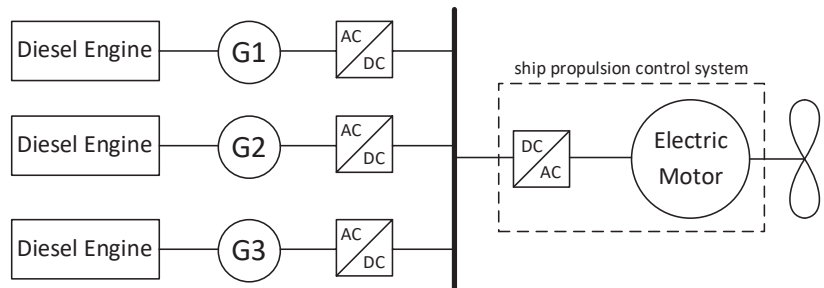 Diesel Engine
G1
AC
DC
Diesel Engine
G2
AC
DC
Diesel Engine
G3
AC
DC
ship propulsion control system
DC
AC
Electric
Motor